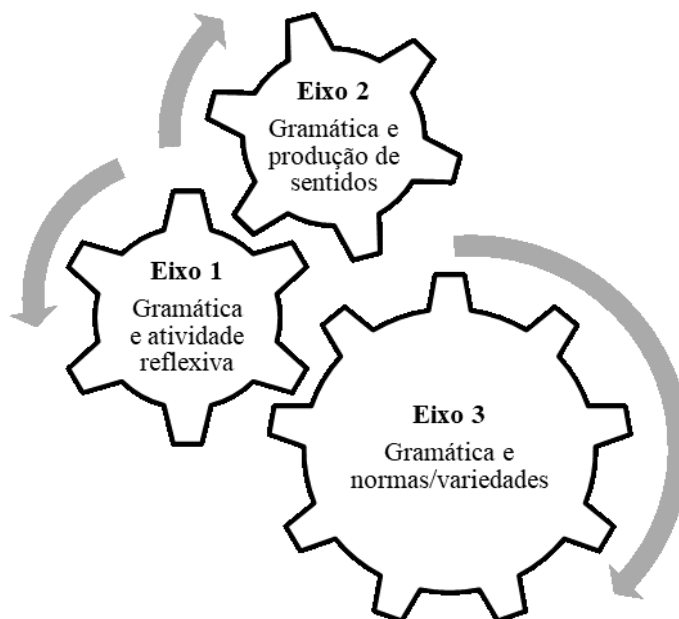 Eixo 2
Gramática e
produção de
sentidos
Eixo 1
Gramática
e atividade
reflexiva
Eixo 3
Gramática e
normas/variedades